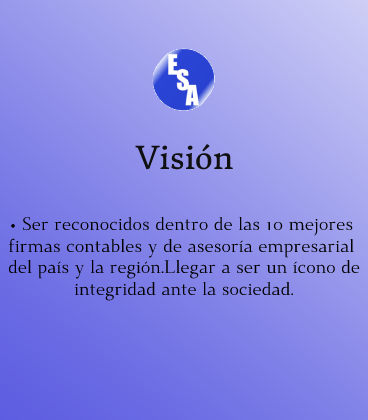 ESA
Visión
• Ser reconocidos dentro de las 10 mejores
firmas contables y de asesoría empresarial
del país y la región.Llegar a ser un ícono de
integridad ante la sociedad.